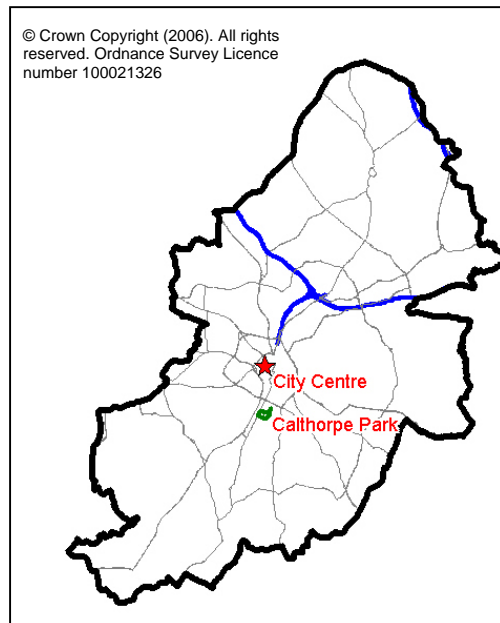 © Crown Copyright (2006). All rights
reserved. Ordnance Survey Licence
number 100021326
City Centre
Calthorpe Park